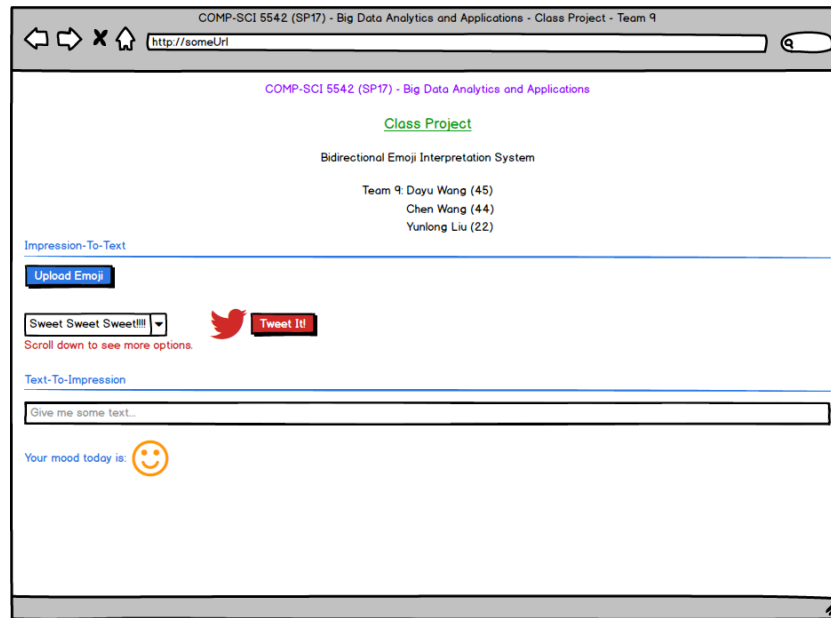 COMP-SCI 5542 (SP17) - Big Data Analytics and Applications - Class Project - Team 9
http://someUrl
COMP-SCI 5542 (SP17) - Big Data Analytics and Applications
Class Project
Bidirectional Emoji Interpretation System
Team 9: Dayu Wang (45)
Chen Wang (44)
Yunlong Liu (22)
Impression-To-Text
Upload Emoji
Sweet Sweet Sweet!!!! Tweet It!
Scroll down to see more options.
Text-To-Impression
Give me some text...
Your mood today is: